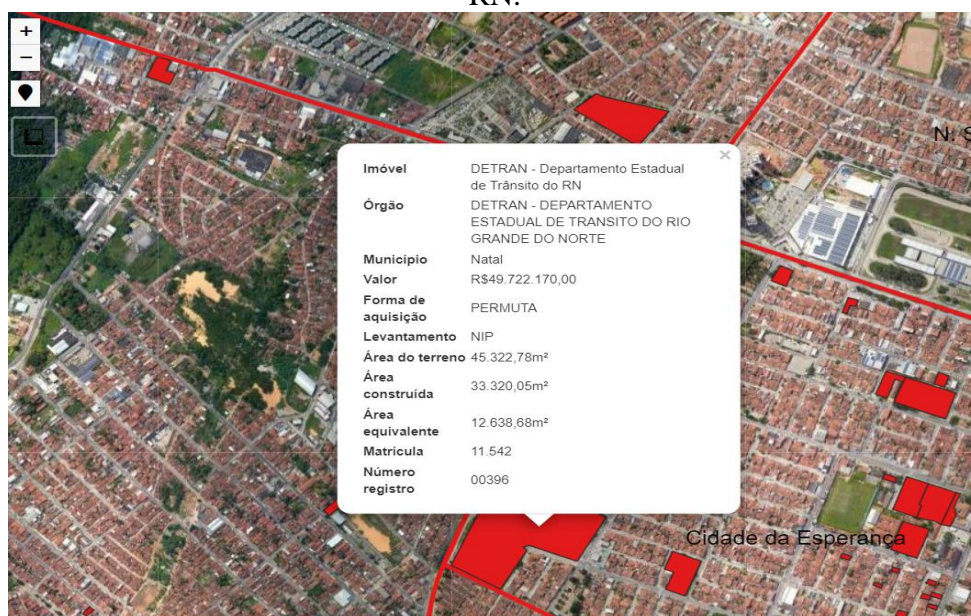 RN.
+
−
N. S
×
Imóvel DETRAN - Departamento Estadual
de Trânsito do RN
Órgão DETRAN - DEPARTAMENTO
ESTADUAL DE TRANSITO DO RIO
GRANDE DO NORTE
Município Natal
Valor R$49.722.170,00
Forma de
aquisição PERMUTA
Levantamento NIP
Área do terreno 45.322,78m²
Área
construída 33.320,05m²
Área
equivalente 12.638,68m²
Matrícula 11.542
Número
registro 00396
Cidade da Esperança